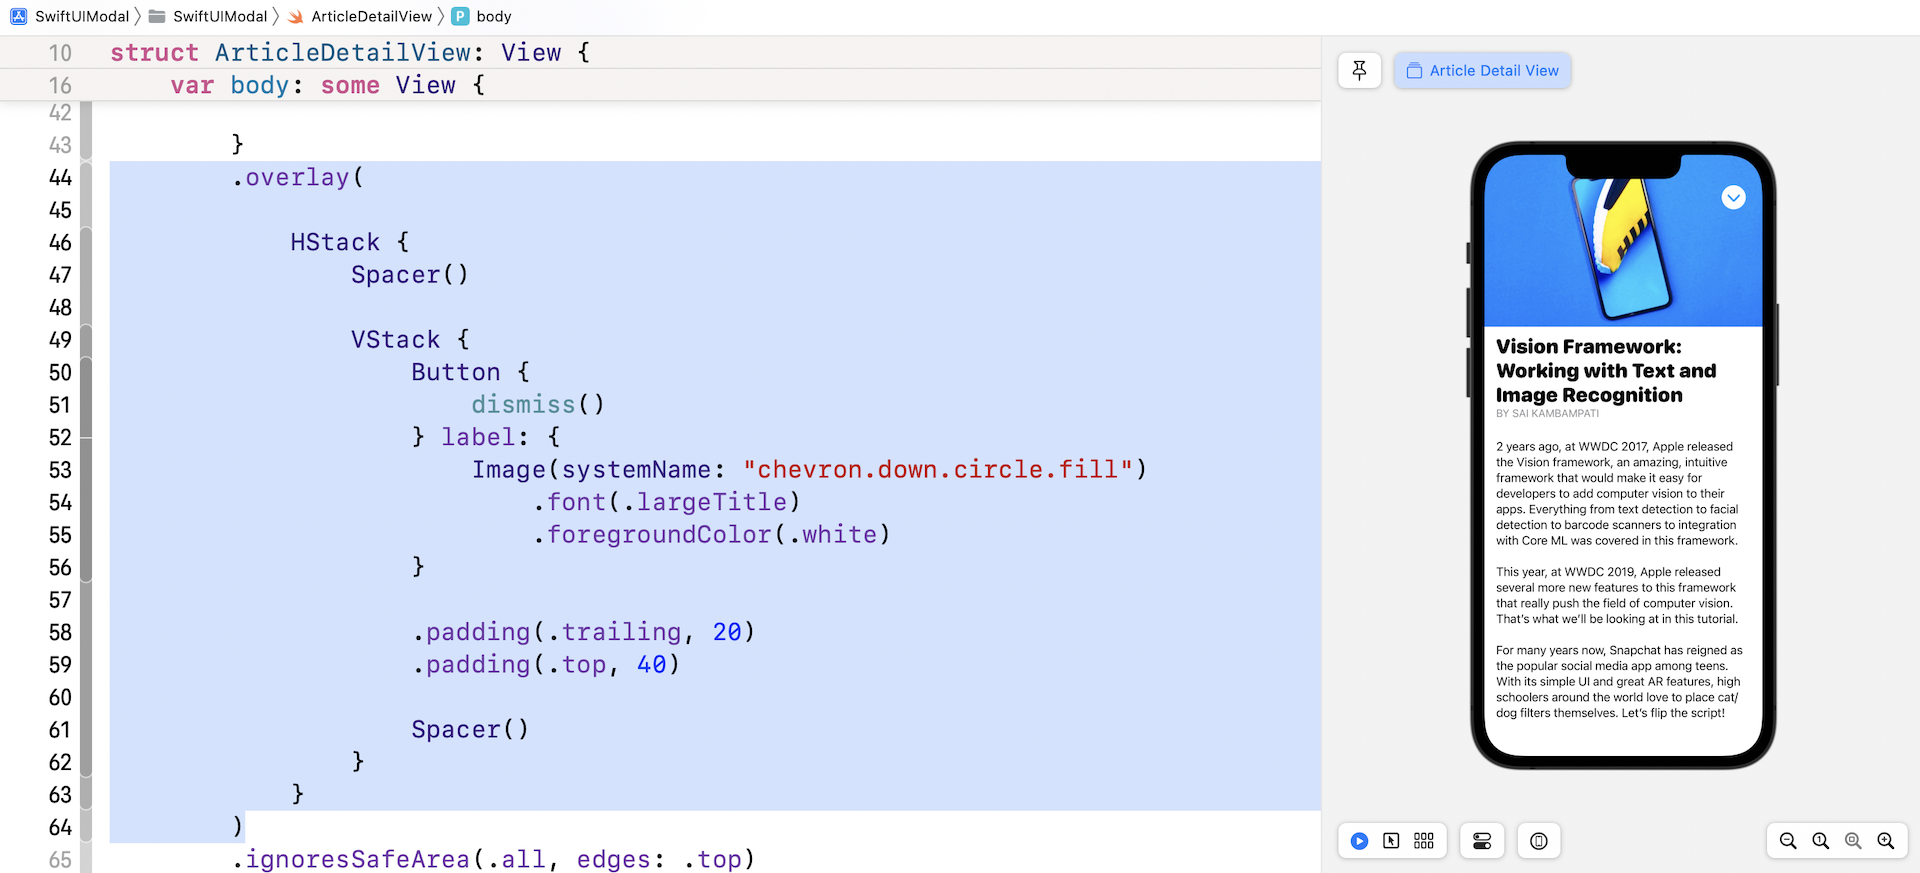 SwiftUIModal SwiftUIModal ArticleDetailView P body
10 struct ArticleDetailView: View {
16 var body: some View {
42
43 }
44 .overlay(
45
46 HStack {
47 Spacer()
48
49 VStack {
50 Button {
51 dismiss()
52 } label: {
53 Image(systemName: "chevron.down.circle.fill")
54 .font(.largeTitle)
55 .foregroundColor(.white)
56 }
57
58 .padding(.trailing, 20)
59 .padding(.top, 40)
60
61 Spacer()
62 }
63 }
64 )
65 .ignoresSafeArea(.all, edges: .top)
Article Detail View
Vision Framework:
Working with Text and
Image Recognition
BY SAI KAMBAMPATI
2 years ago, at WWDC 2017, Apple released
the Vision framework, an amazing, intuitive
framework that would make it easy for
developers to add computer vision to their
apps. Everything from text detection to facial
detection to barcode scanners to integration
with Core ML was covered in this framework.
This year, at WWDC 2019, Apple released
several more new features to this framework
that really push the field of computer vision.
That's what we'll be looking at in this tutorial.
For many years now, Snapchat has reigned as
the popular social media app among teens.
With its simple UI and great AR features, high
schoolers around the world love to place cat/
dog filters themselves. Let's flip the script!